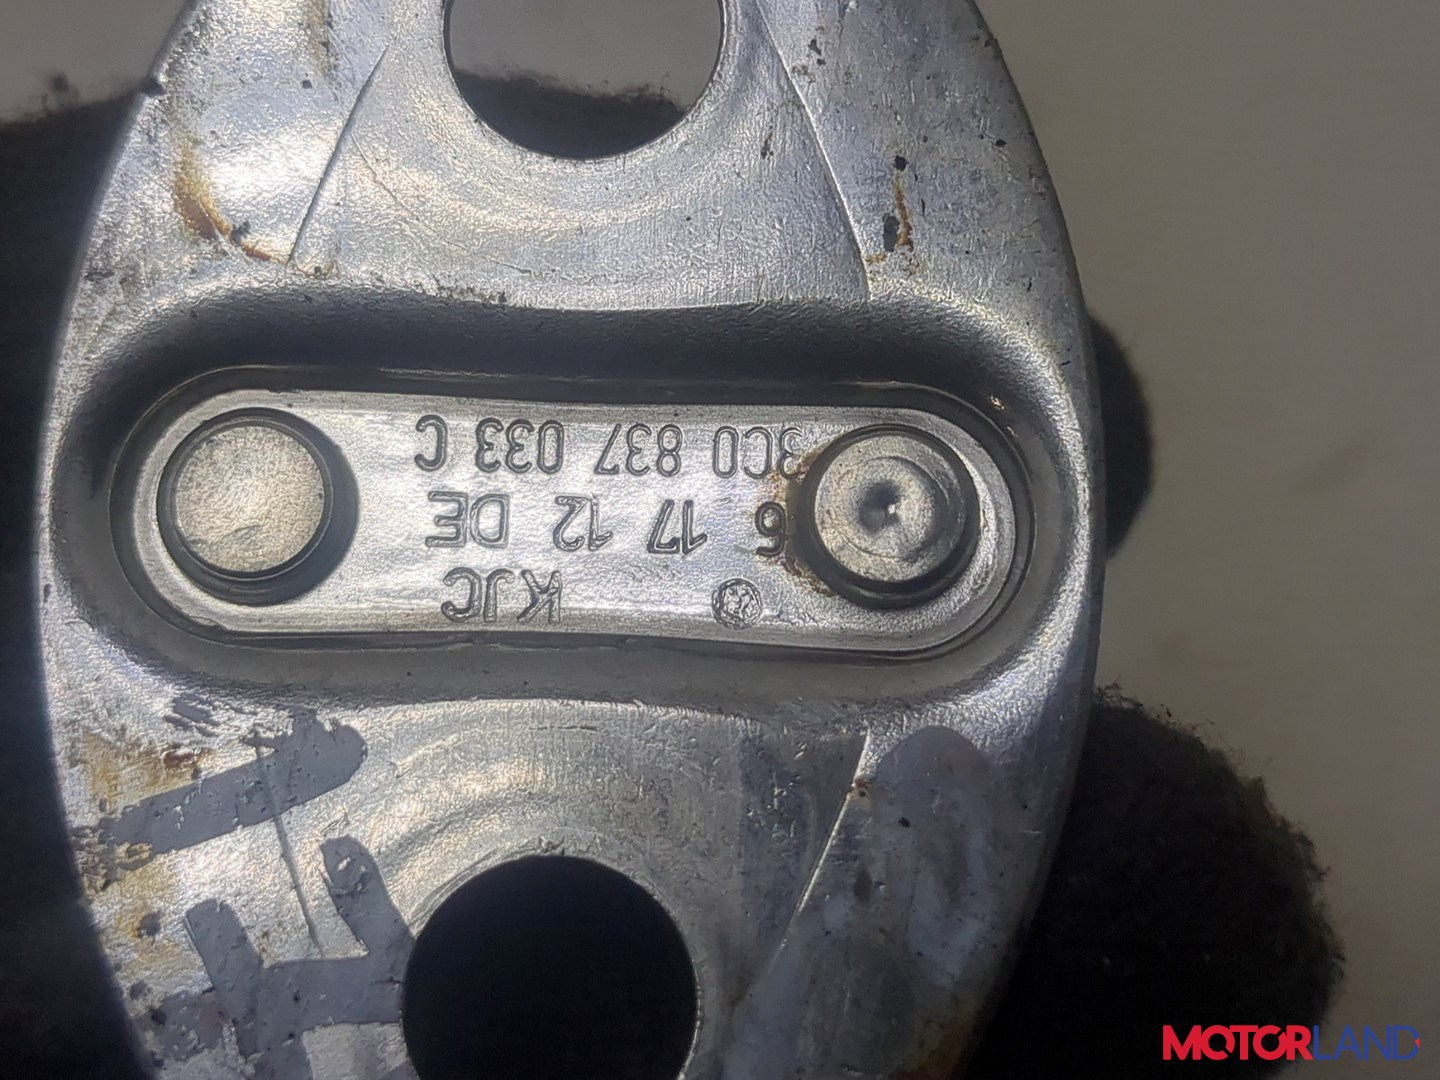 KJC
6 17 12 DE
3C0 837 033 C
MOTORLAND